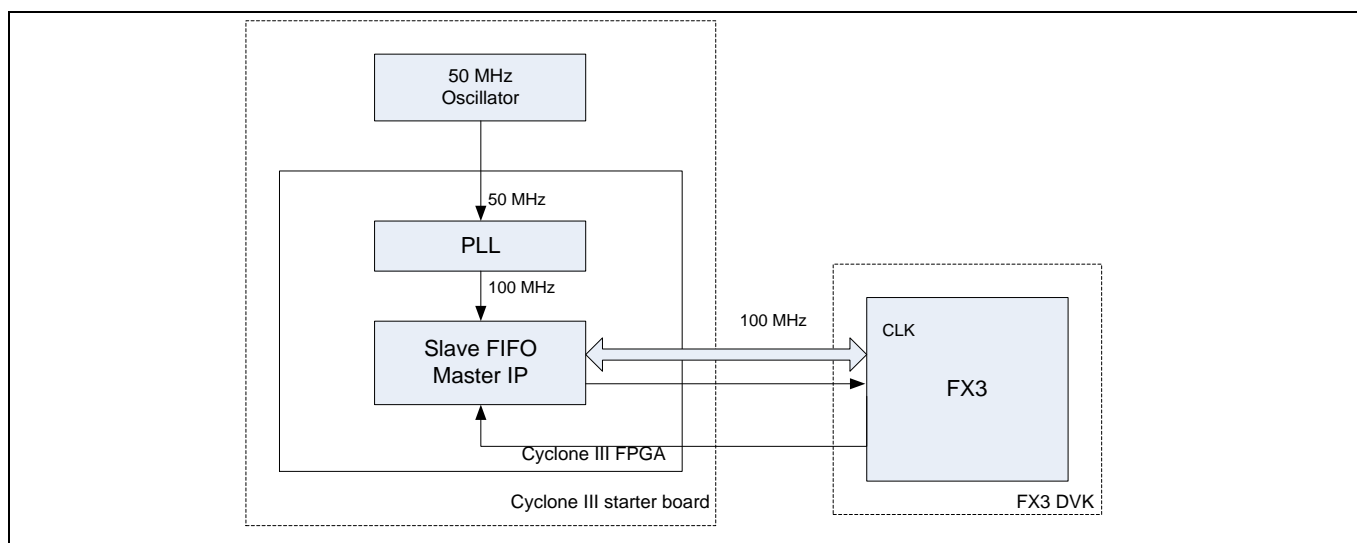 50 MHz
Oscillator
50 MHz
PLL
100 MHz
Slave FIFO
Master IP
100 MHz
CLK
FX3
Cyclone III FPGA
Cyclone III starter board
FX3 DVK